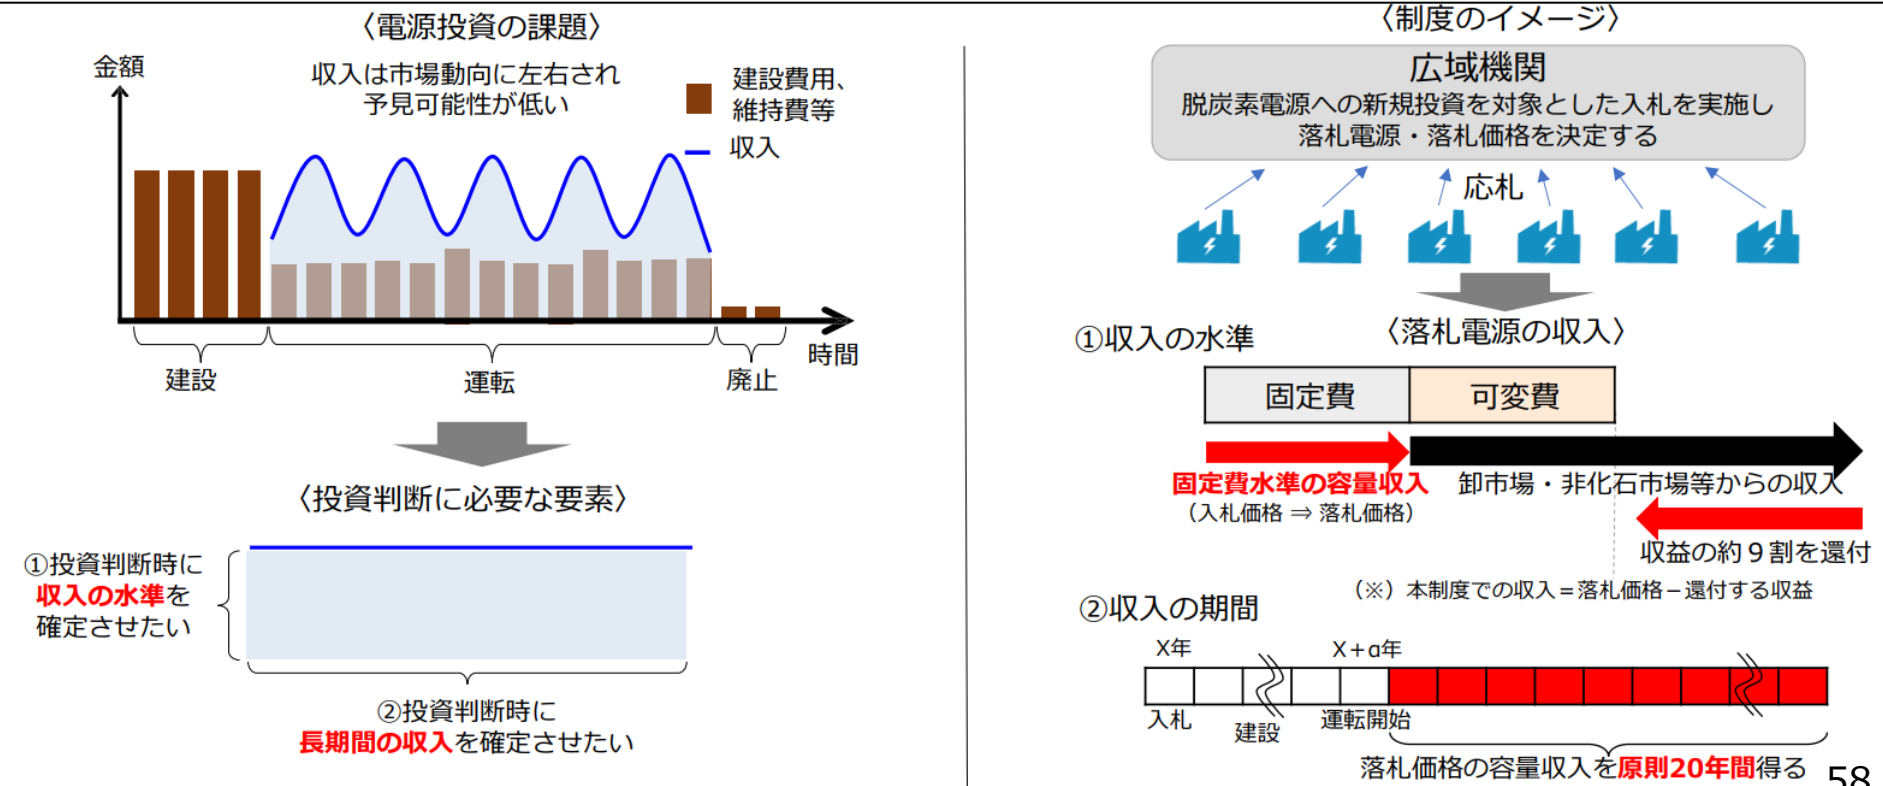 〈電源投資の課題〉
金額
収入は市場動向に左右され
予見可能性が低い
建設費用、
維持費等
収入
建設
運転
廃止
時間
〈投資判断に必要な要素〉
①投資判断時に
収入の水準を
確定させたい
②投資判断時に
長期間の収入を確定させたい
〈制度のイメージ〉
広域機関
脱炭素電源への新規投資を対象とした入札を実施し
落札電源・落札価格を決定する
応札
〈落札電源の収入〉
①収入の水準
固定費
可変費
固定費水準の容量収入
（入札価格 ⇒ 落札価格）
卸市場・非化石市場等からの収入
収益の約９割を還付
（※）本制度での収入＝落札価格－還付する収益
②収入の期間
X年
X＋α年
入札
建設
運転開始
落札価格の容量収入を原則20年間得る
58